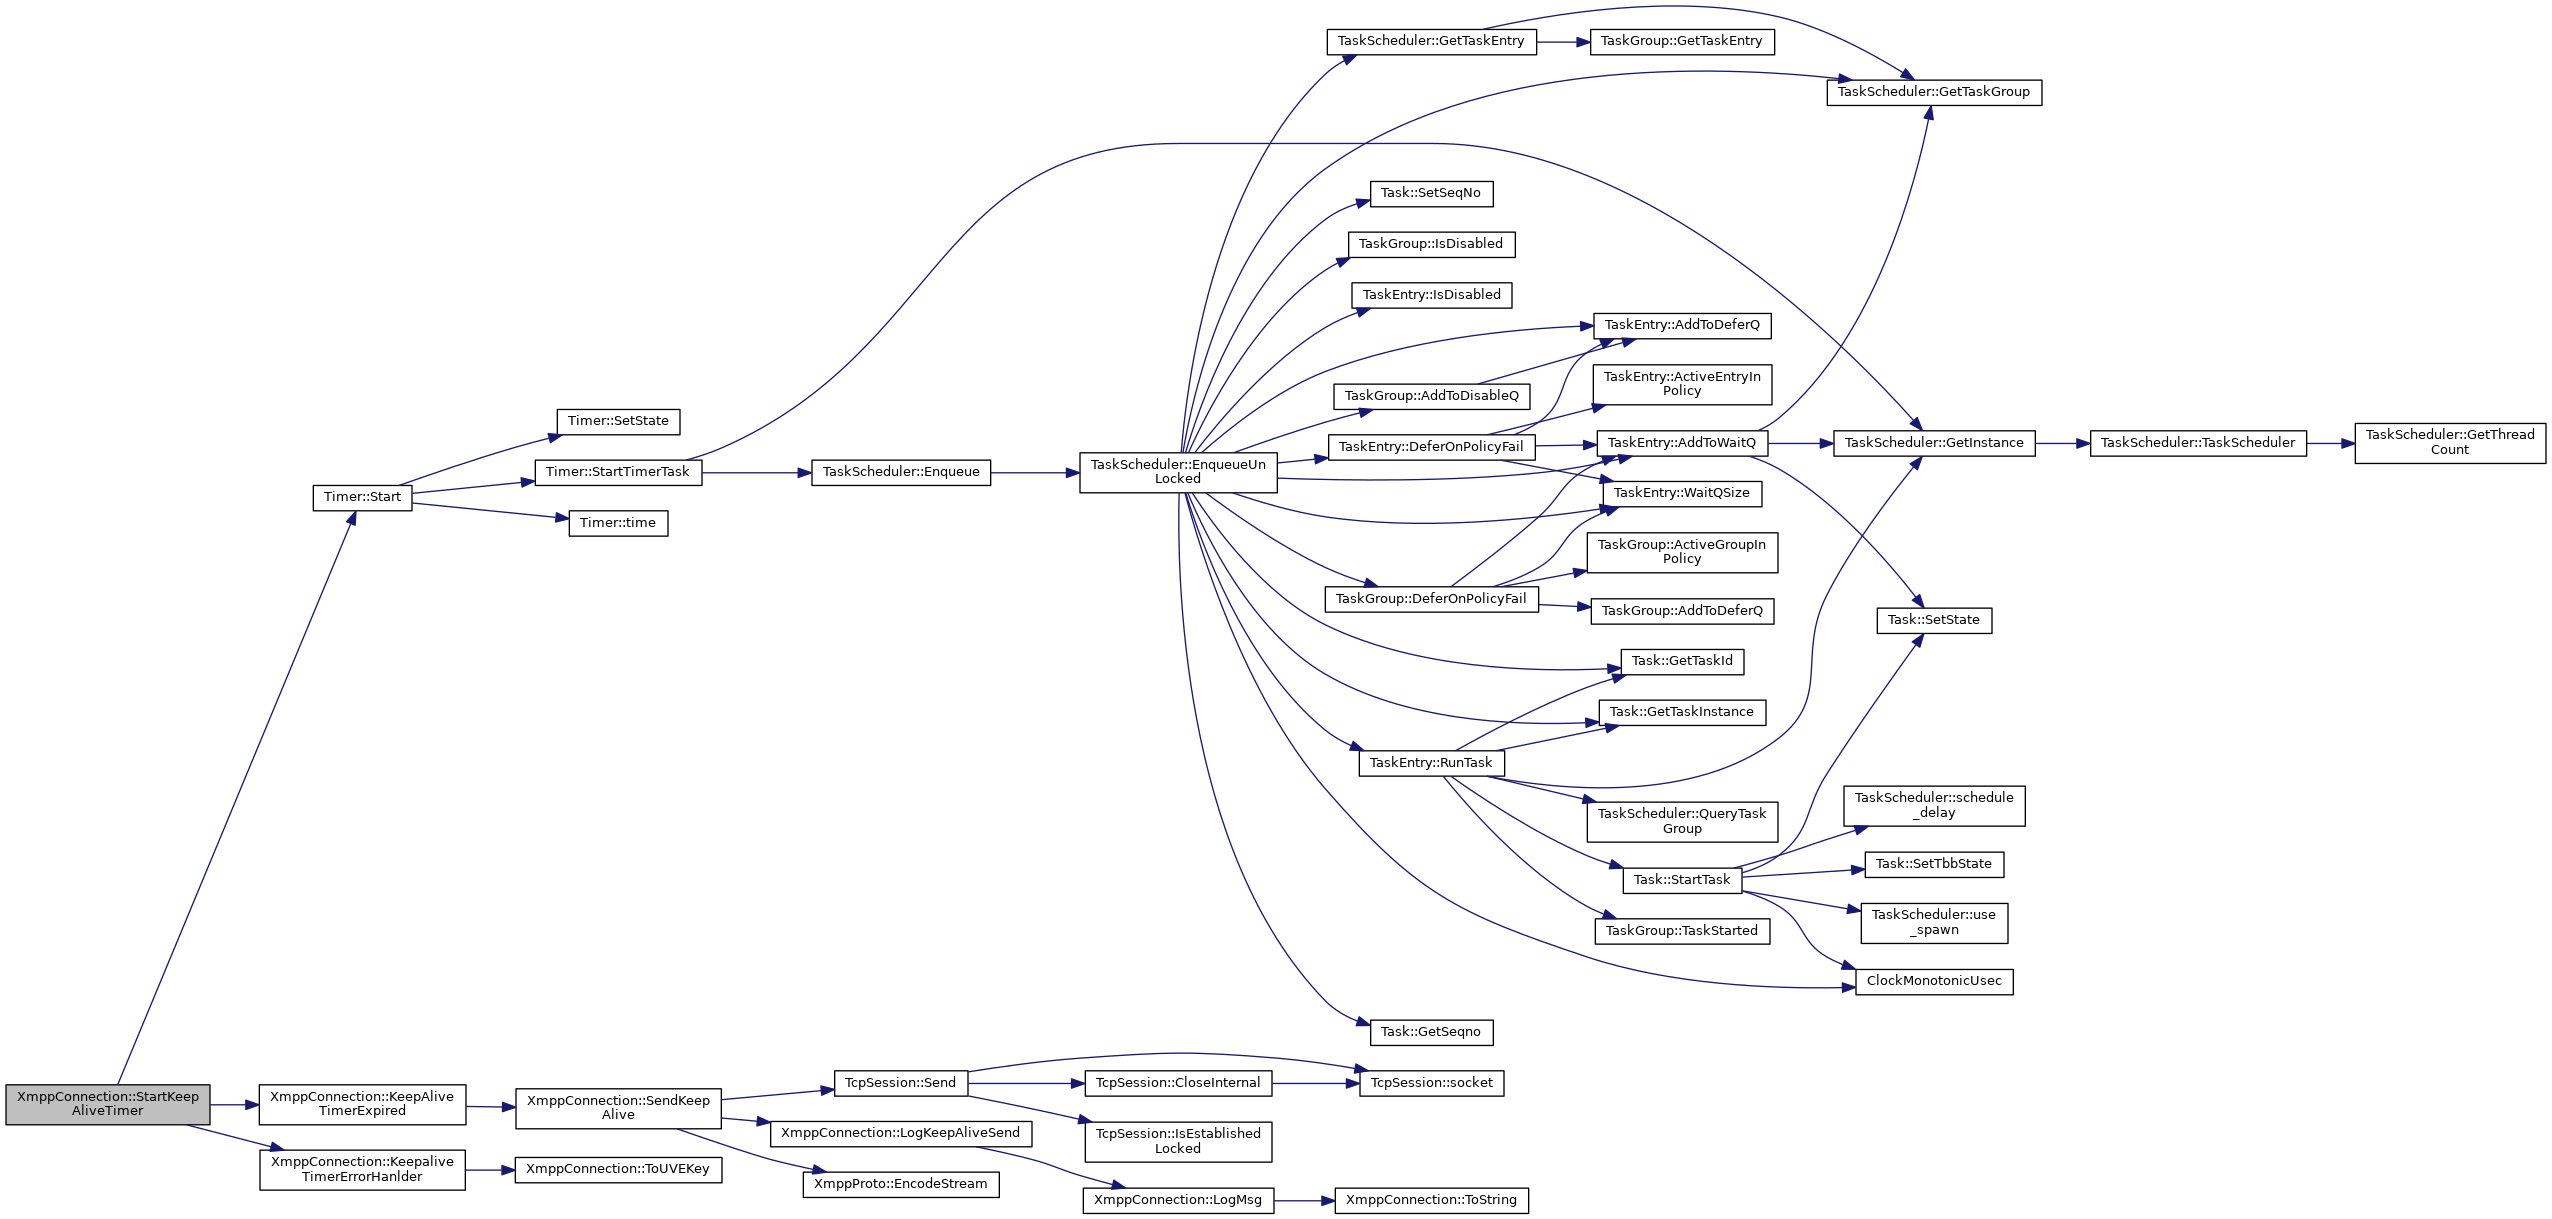 TaskScheduler::GetTaskEntry
TaskGroup::GetTaskEntry
TaskScheduler::GetTaskGroup
Task::SetSeqNo
TaskGroup::IsDisabled
TaskEntry::IsDisabled
TaskEntry::AddToDeferQ
TaskEntry::ActiveEntryIn
Policy
TaskGroup::AddToDisableQ
Timer::SetState
TaskEntry::DeferOnPolicyFail
TaskEntry::AddToWaitQ
TaskScheduler::GetInstance
TaskScheduler::TaskScheduler
TaskScheduler::GetThread
Count
Timer::StartTimerTask
TaskScheduler::Enqueue
TaskScheduler::EnqueueUn
Locked
Timer::Start
TaskEntry::WaitQSize
Timer::time
TaskGroup::ActiveGroupIn
Policy
TaskGroup::DeferOnPolicyFail
TaskGroup::AddToDeferQ
Task::SetState
Task::GetTaskId
Task::GetTaskInstance
TaskEntry::RunTask
TaskScheduler::QueryTask
Group
TaskScheduler::schedule
_delay
Task::StartTask
Task::SetTbbState
TaskScheduler::use
_spawn
TaskGroup::TaskStarted
ClockMonotonicUsec
Task::GetSeqno
XmppConnection::StartKeep
AliveTimer
XmppConnection::KeepAlive
TimerExpired
XmppConnection::SendKeep
Alive
TcpSession::Send
TcpSession::CloseInternal
TcpSession::socket
XmppConnection::LogKeepAliveSend
TcpSession::IsEstablished
Locked
XmppConnection::Keepalive
TimerErrorHanlder
XmppConnection::ToUVEKey
XmppProto::EncodeStream
XmppConnection::LogMsg
XmppConnection::ToString